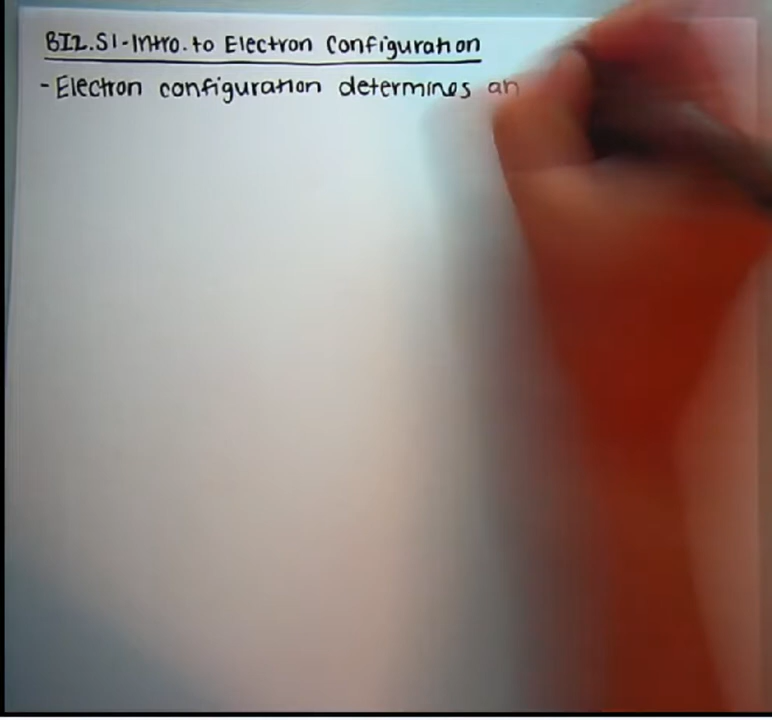 BI2.S1-Intro. to Electron Configuration
-Electron configuration determines an